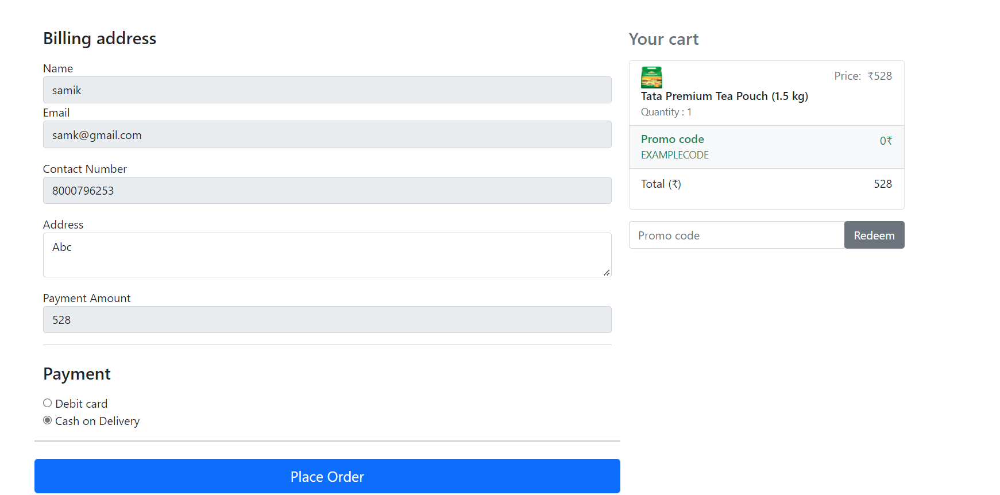 Billing address
Name
samik
Email
samk@gmail.com
Contact Number
8000796253
Address
Abc
Payment Amount
528
Payment
Debit card
Cash on Delivery
Place Order
Your cart
Price: ₹528
Tata Premium Tea Pouch (1.5 kg)
Quantity : 1
Promo code 0₹
EXAMPLECODE
Total (₹) 528
Promo code Redeem